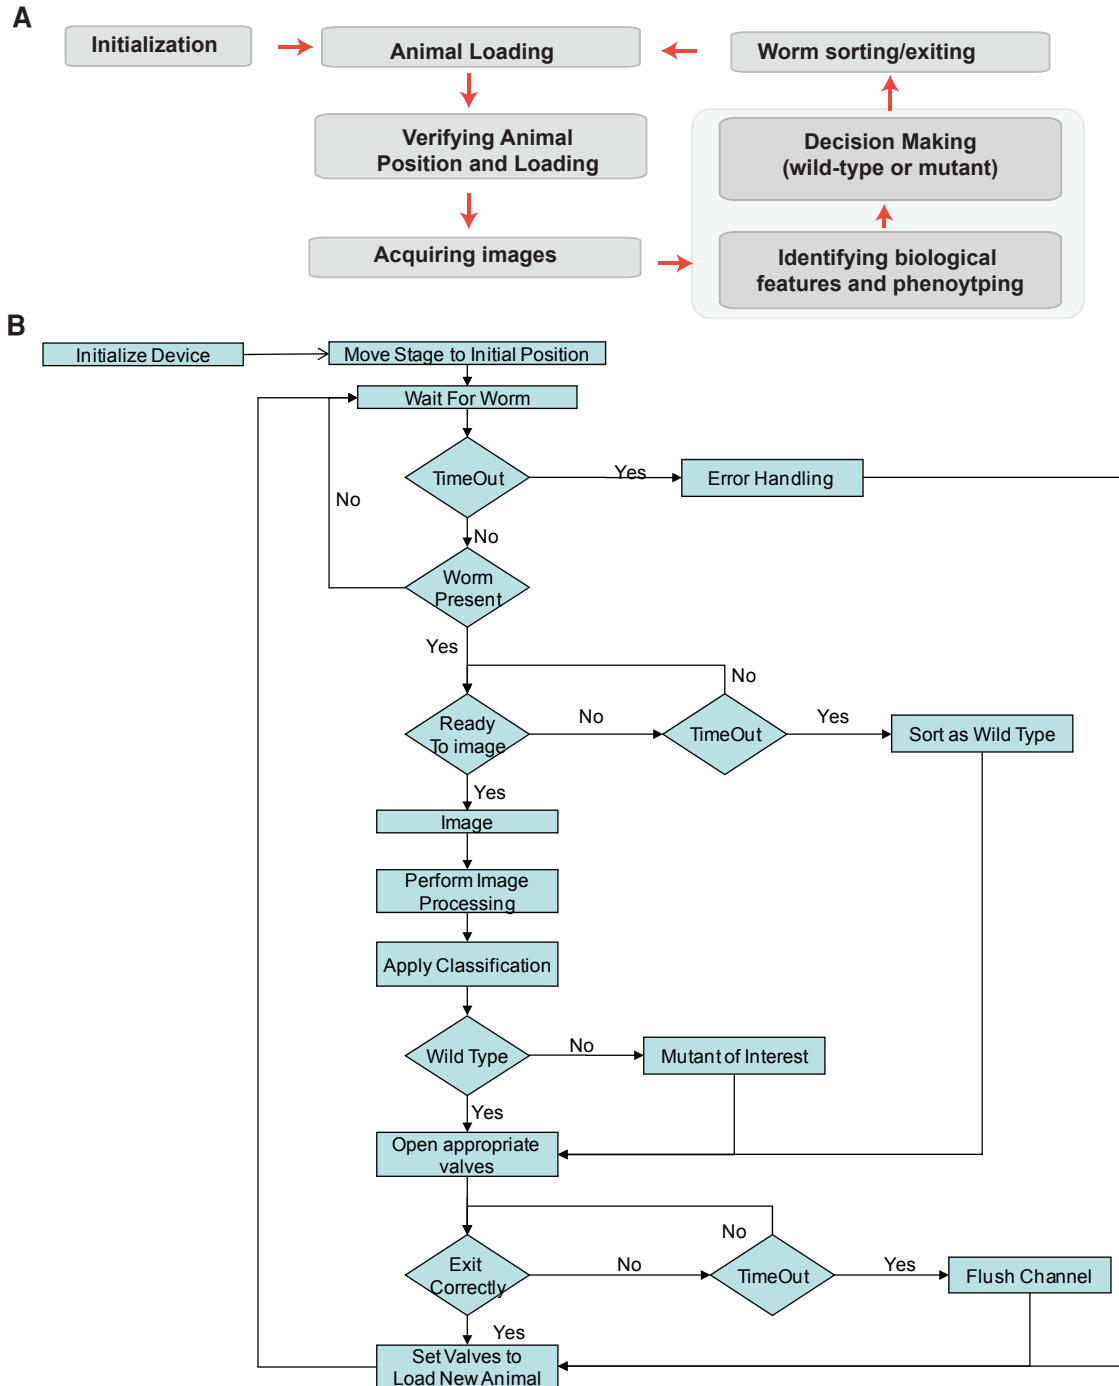 A
Initialization
Animal Loading
Worm sorting/exiting
Verifying Animal
Position and Loading
Decision Making
(wild-type or mutant)
Acquiring images
Identifying biological
features and phenoytping
B
Initialize Device
Move Stage to Initial Position
Wait For Worm
TimeOut
Yes
Error Handling
No
No
Worm
Present
Yes
No
Ready
To image
No
TimeOut
Yes
Sort as Wild Type
Yes
Image
Perform Image
Processing
Apply Classification
Wild Type
No
Mutant of Interest
Yes
Open appropriate
valves
No
Exit
Correctly
No
TimeOut
Yes
Flush Channel
Yes
Set Valves to
Load New Animal